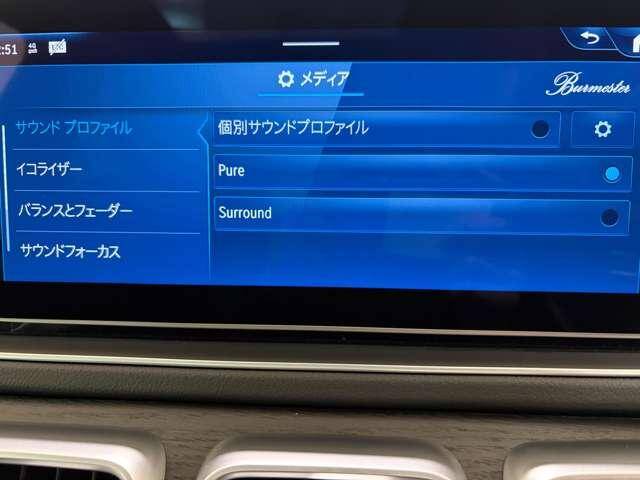 :51 4G
メディア
Burmester
サウンド プロファイル
個別サウンドプロファイル
イコライザー
Pure
バランスとフェーダー
Surround
サウンドフォーカス